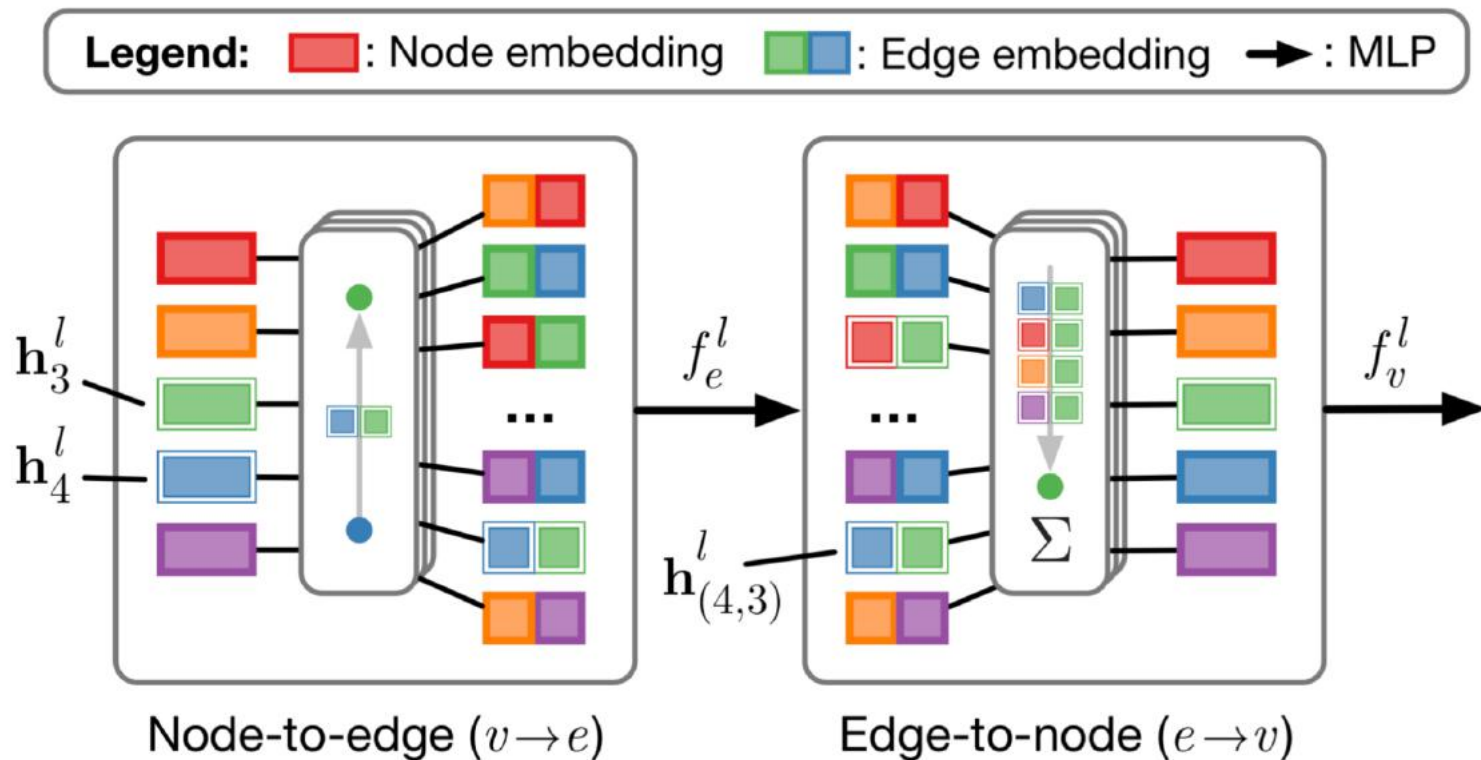 Legend: : Node embedding : Edge embedding : MLP
h_3^l
h_4^l
...
f_e^l
...
h_{(4,3)}^l
Σ
f_v^l
Node-to-edge (v→e)
Edge-to-node (e→v)